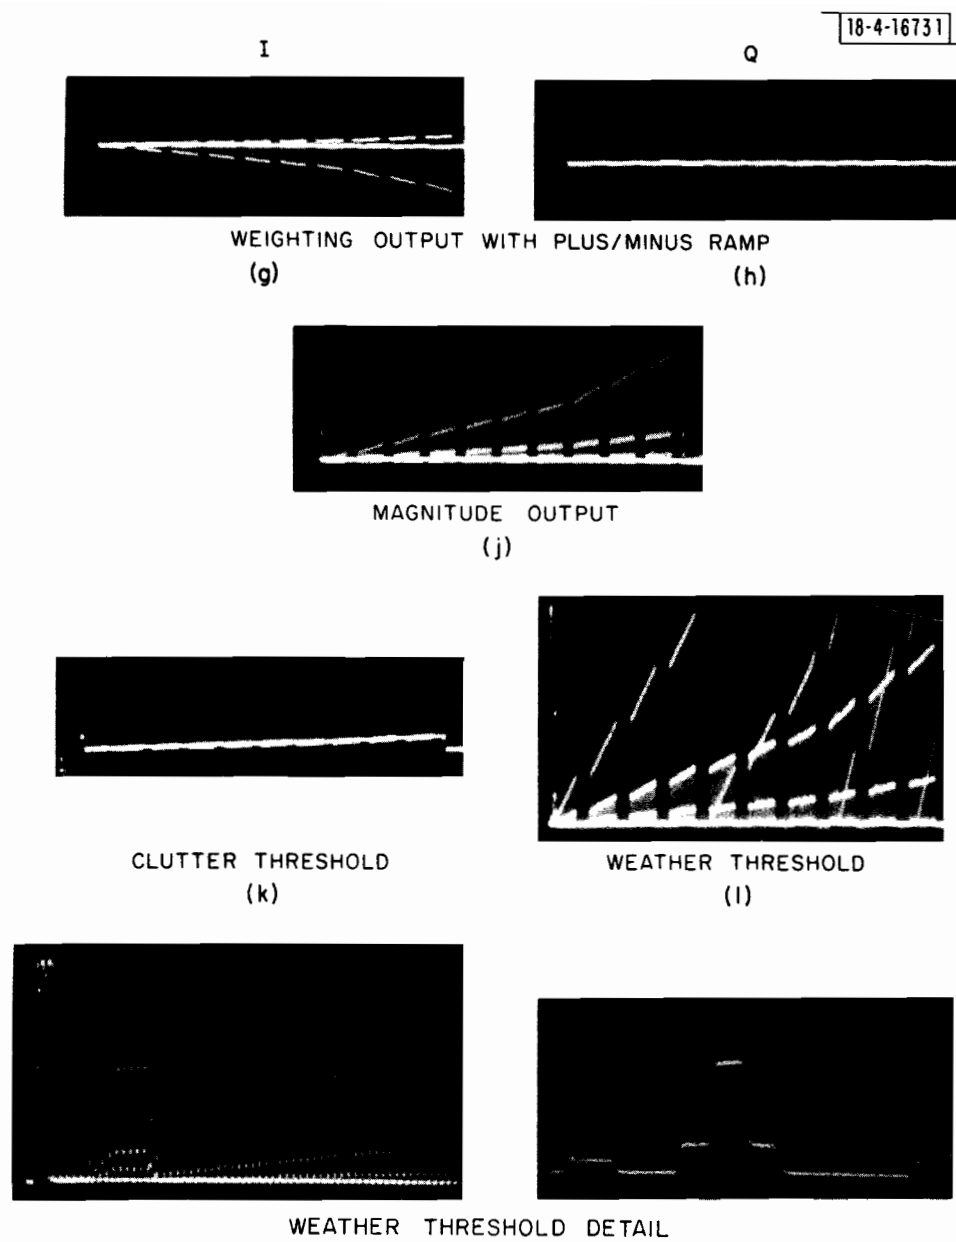 18-4-16731
I Q
WEIGHTING OUTPUT WITH PLUS/MINUS RAMP
(g) (h)
MAGNITUDE OUTPUT
(j)
CLUTTER THRESHOLD
(k)
WEATHER THRESHOLD
(l)
WEATHER THRESHOLD DETAIL